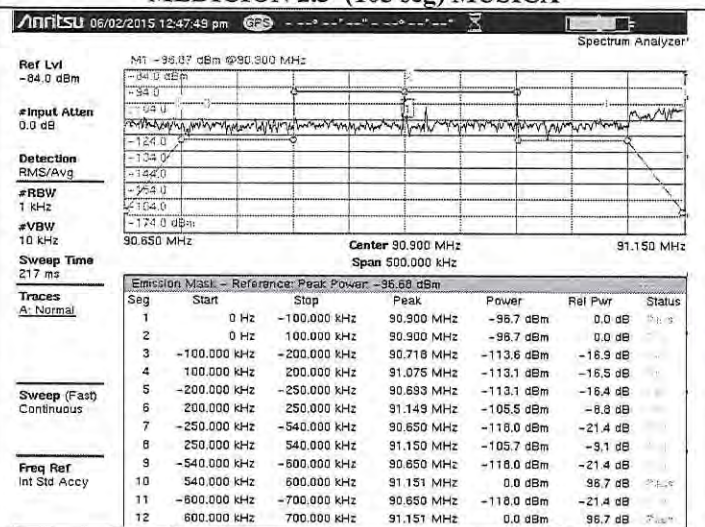 MEDICIÓN 2.3 (105 seg) MÚSICA
Anritsu 06/02/2015 12:47:49 pm GPS
Spectrum Analyzer
Ref Lvl
-84.0 dBm
#Input Atten
0.0 dB
Detection
RMS/Avg
#RBW
1 kHz
#VBW
10 kHz
Sweep Time
217 ms
Traces
A: Normal
Sweep (Fast)
Continuous
Freq Ref
Int Std Accy
M1 -96.87 dBm @90.900 MHz
-84.0 dBm
-94.0
-104.0
-124.0
-134.0
-144.0
-154.0
-164.0
-174.0 dBm
90.650 MHz
Center 90.900 MHz
91.150 MHz
Span 500.000 kHz
Emission Mask - Reference: Peak Power: -96.68 dBm
Seg Start Stop Peak Power Rel Pwr Status
1 0 Hz -100.000 kHz 90.900 MHz -96.7 dBm 0.0 dB
2 0 Hz 100.000 kHz 90.900 MHz -96.7 dBm 0.0 dB
3 -100.000 kHz -200.000 kHz 90.718 MHz -113.6 dBm -16.9 dB
4 100.000 kHz 200.000 kHz 91.075 MHz -113.1 dBm -16.5 dB
5 -200.000 kHz -250.000 kHz 90.693 MHz -113.1 dBm -16.4 dB
6 200.000 kHz 250.000 kHz 91.149 MHz -105.5 dBm -8.8 dB
7 -250.000 kHz -540.000 kHz 90.650 MHz -118.0 dBm -21.4 dB
8 250.000 kHz 540.000 kHz 91.150 MHz -105.7 dBm -9.1 dB
9 -540.000 kHz -600.000 kHz 90.650 MHz -118.0 dBm -21.4 dB
10 540.000 kHz 600.000 kHz 91.151 MHz 0.0 dBm 96.7 dB
11 -600.000 kHz -700.000 kHz 90.650 MHz -118.0 dBm -21.4 dB
12 600.000 kHz 700.000 kHz 91.151 MHz 0.0 dBm 96.7 dB